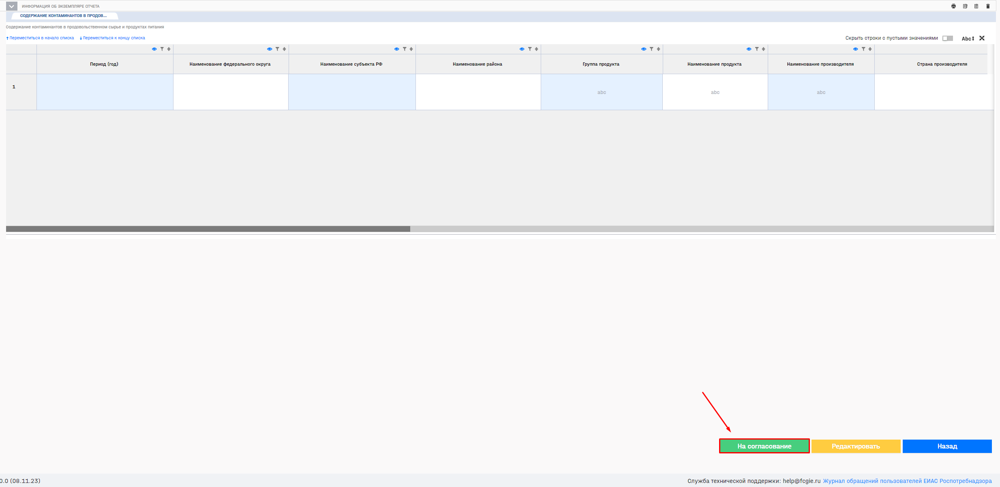 ИНФОРМАЦИЯ ОБ ЭКЗЕМПЛЯРЕ ОТЧЕТА
СОДЕРЖАНИЕ КОНТАМИНАНТОВ В ПРОДОВ...
Содержание контаминантов в продовольственном сырье и продуктах питания
Переместиться в начало списка Переместиться к концу списка Скрыть строки с пустыми значениями Abc
Период (год) Наименование федерального округа Наименование субъекта РФ Наименование района Группа продукта Наименование продукта Наименование производителя Страна производителя
1 abc abc abc
На согласование Редактировать Назад
0.0 (08.11.23) Служба технической поддержки: help@fcgie.ru Журнал обращений пользователей ЕИАС Роспотребнадзора